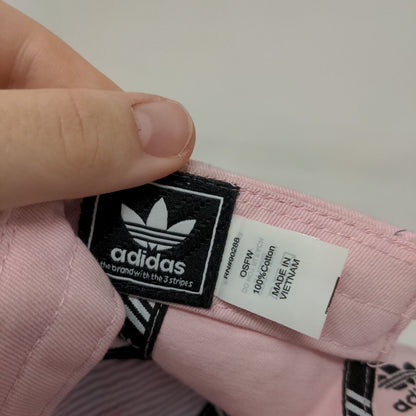 adidas
the brand with the 3 stripes
OSFW
100%Cotton
MADE IN
VIETNAM